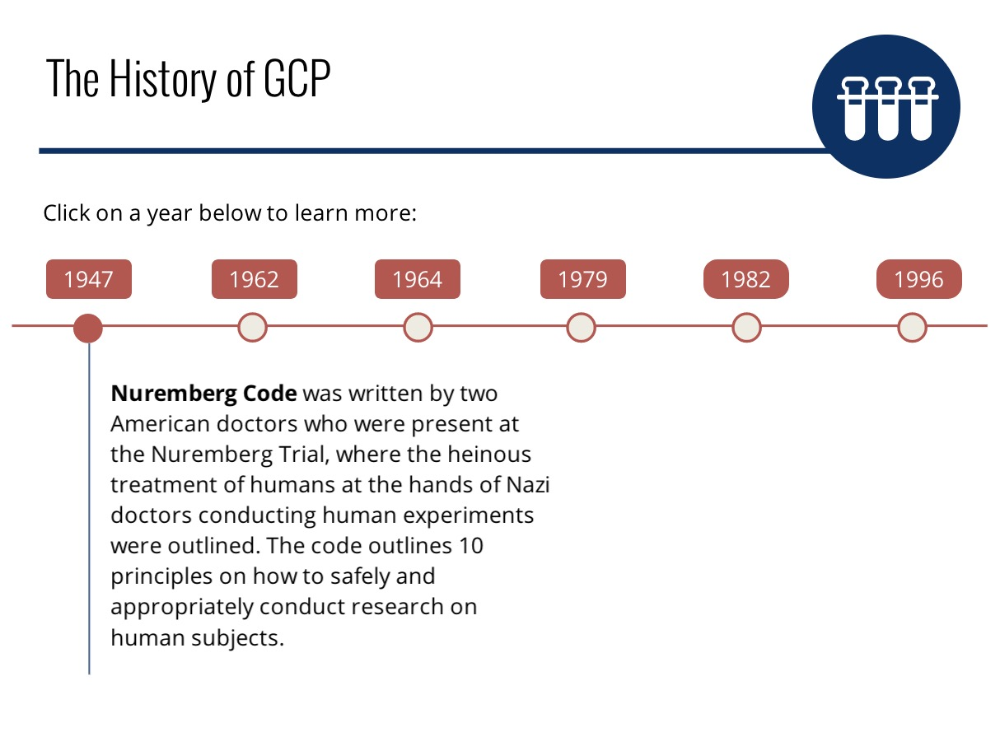 The History of GCP
Click on a year below to learn more:
1947 1962 1964 1979 1982 1996
Nuremberg Code was written by two
American doctors who were present at
the Nuremberg Trial, where the heinous
treatment of humans at the hands of Nazi
doctors conducting human experiments
were outlined. The code outlines 10
principles on how to safely and
appropriately conduct research on
human subjects.